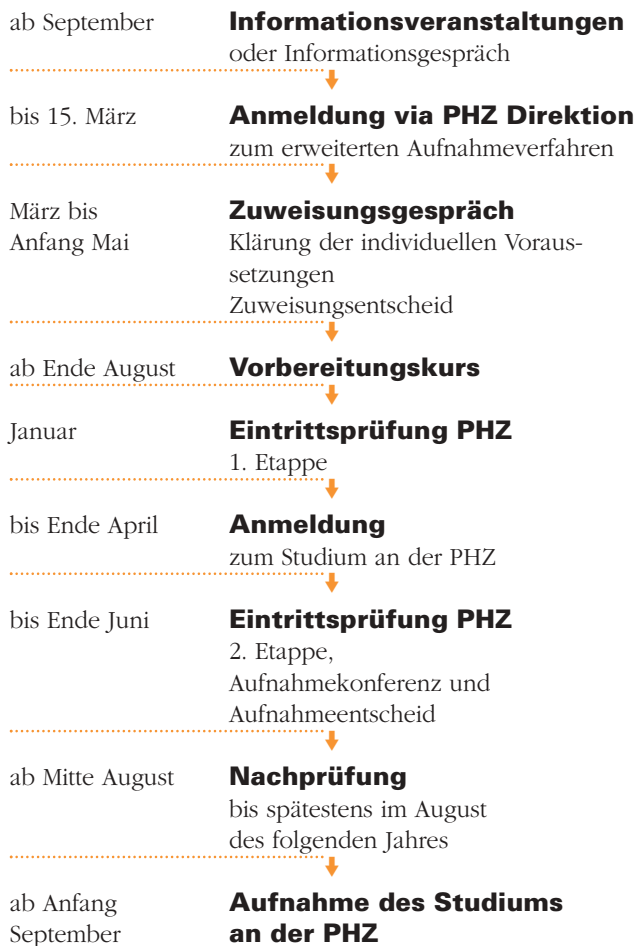 ab September Informationsveranstaltungen
oder Informationsgespräch
bis 15. März Anmeldung via PHZ Direktion
zum erweiterten Aufnahmeverfahren
März bis Zuweisungsgespräch
Anfang Mai Klärung der individuellen Voraus-
setzungen
Zuweisungsentscheid
ab Ende August Vorbereitungskurs
Januar Eintrittsprüfung PHZ
1. Etappe
bis Ende April Anmeldung
zum Studium an der PHZ
bis Ende Juni Eintrittsprüfung PHZ
2. Etappe,
Aufnahmekonferenz und
Aufnahmeentscheid
ab Mitte August Nachprüfung
bis spätestens im August
des folgenden Jahres
ab Anfang Aufnahme des Studiums
September an der PHZ